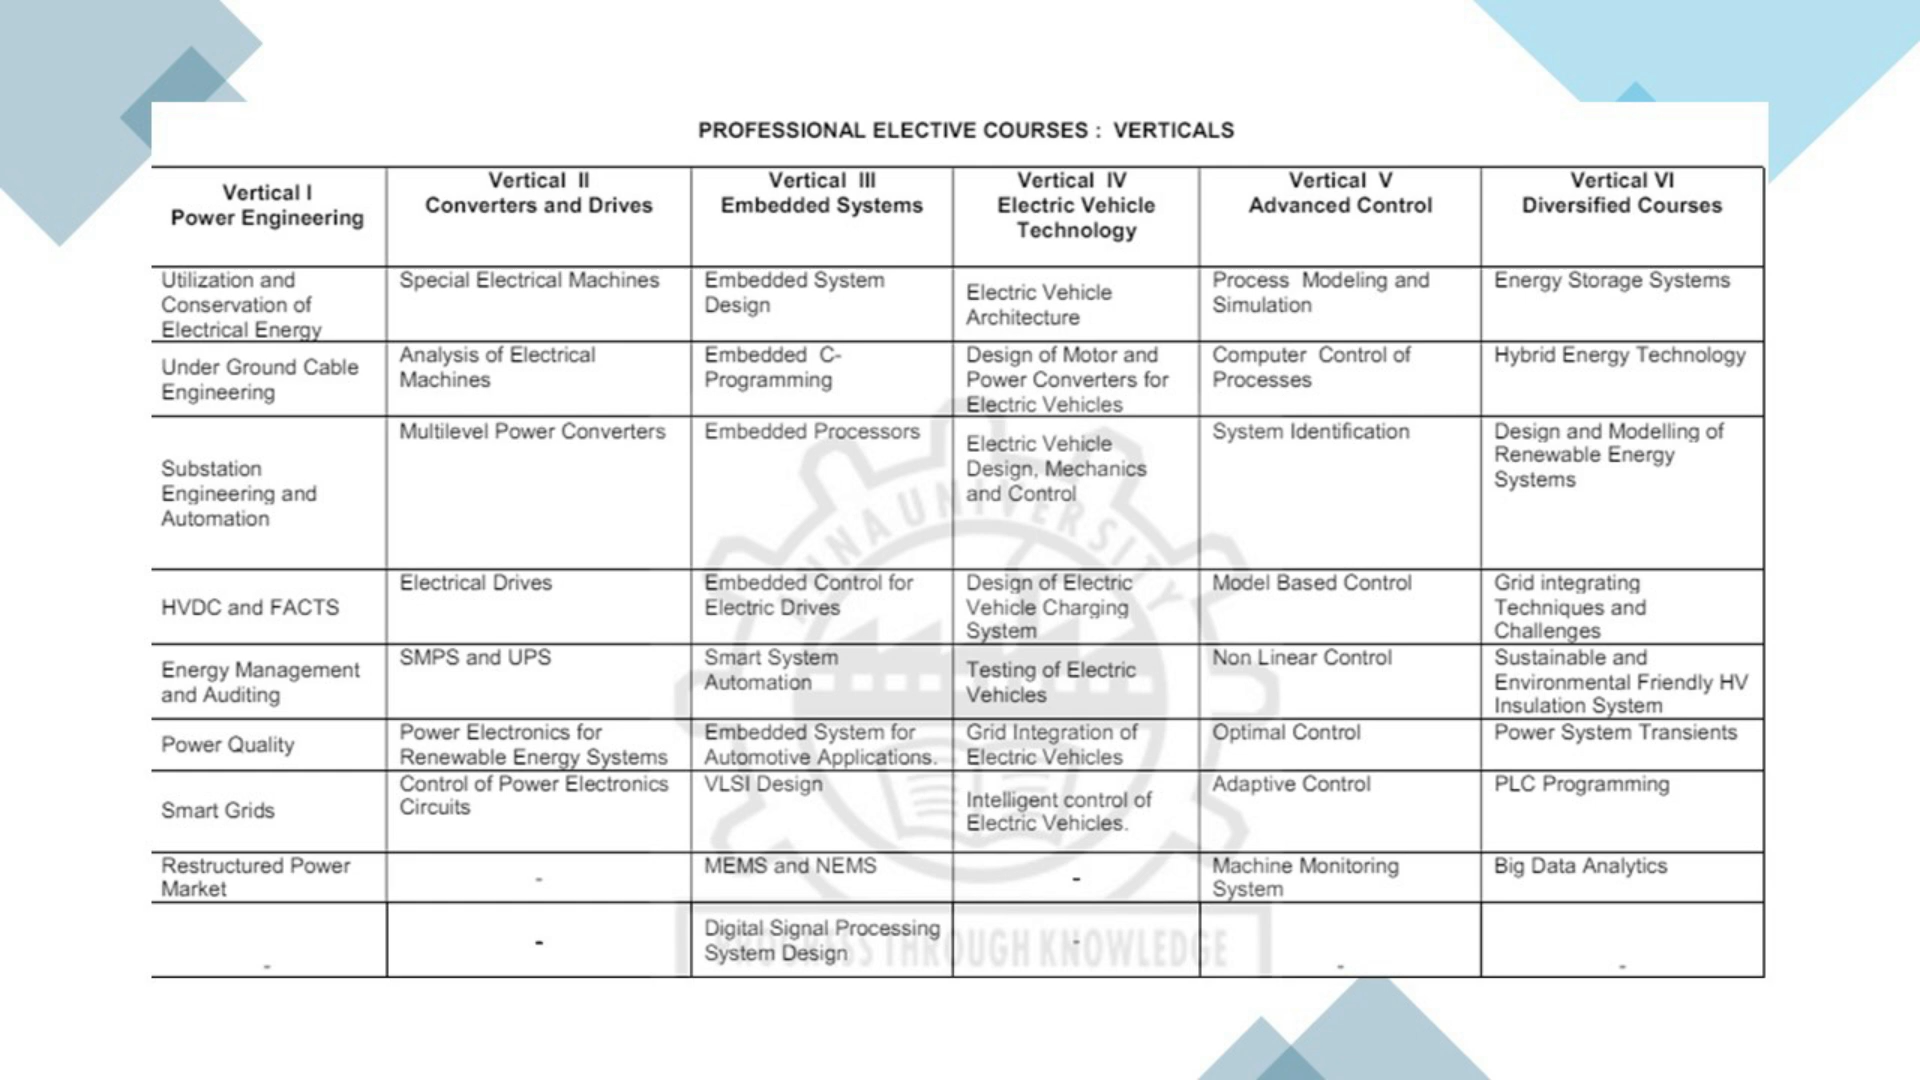 PROFESSIONAL ELECTIVE COURSES : VERTICALS
Vertical I
Power Engineering
Vertical II
Converters and Drives
Vertical III
Embedded Systems
Vertical IV
Electric Vehicle
Technology
Vertical V
Advanced Control
Vertical VI
Diversified Courses
Utilization and
Conservation of
Electrical Energy
Special Electrical Machines
Embedded System
Design
Electric Vehicle
Architecture
Process Modeling and
Simulation
Energy Storage Systems
Under Ground Cable
Engineering
Analysis of Electrical
Machines
Embedded C-
Programming
Design of Motor and
Power Converters for
Electric Vehicles
Computer Control of
Processes
Hybrid Energy Technology
Substation
Engineering and
Automation
Multilevel Power Converters
Embedded Processors
Electric Vehicle
Design, Mechanics
and Control
System Identification
Design and Modelling of
Renewable Energy
Systems
HVDC and FACTS
Electrical Drives
Embedded Control for
Electric Drives
Design of Electric
Vehicle Charging
System
Model Based Control
Grid integrating
Techniques and
Challenges
Energy Management
and Auditing
SMPS and UPS
Smart System
Automation
Testing of Electric
Vehicles
Non Linear Control
Sustainable and
Environmental Friendly HV
Insulation System
Power Quality
Power Electronics for
Renewable Energy Systems
Embedded System for
Automotive Applications.
Grid Integration of
Electric Vehicles
Optimal Control
Power System Transients
Smart Grids
Control of Power Electronics
Circuits
VLSI Design
Intelligent control of
Electric Vehicles.
Adaptive Control
PLC Programming
Restructured Power
Market
-
MEMS and NEMS
-
Machine Monitoring
System
Big Data Analytics
-
-
Digital Signal Processing
System Design
-
-
-
UNIVERSITY
THROUGH KNOWLEDGE